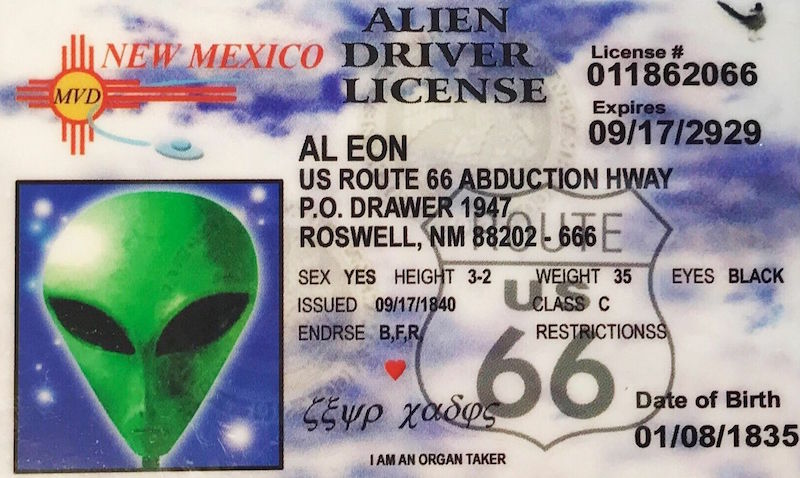 NEW MEXICO
MVD
ALIEN
DRIVER
LICENSE
License #
011862066
Expires
09/17/2929
AL EON
US ROUTE 66 ABDUCTION HWAY
P.O. DRAWER 1947
ROSWELL, NM 88202 - 666
ROUTE
US
66
SEX YES HEIGHT 3-2 WEIGHT 35 EYES BLACK
ISSUED 09/17/1840 CLASS C
ENDRSE B,F,R, RESTRICTIONSS
ζξψρ χαδφς
Date of Birth
01/08/1835
I AM AN ORGAN TAKER